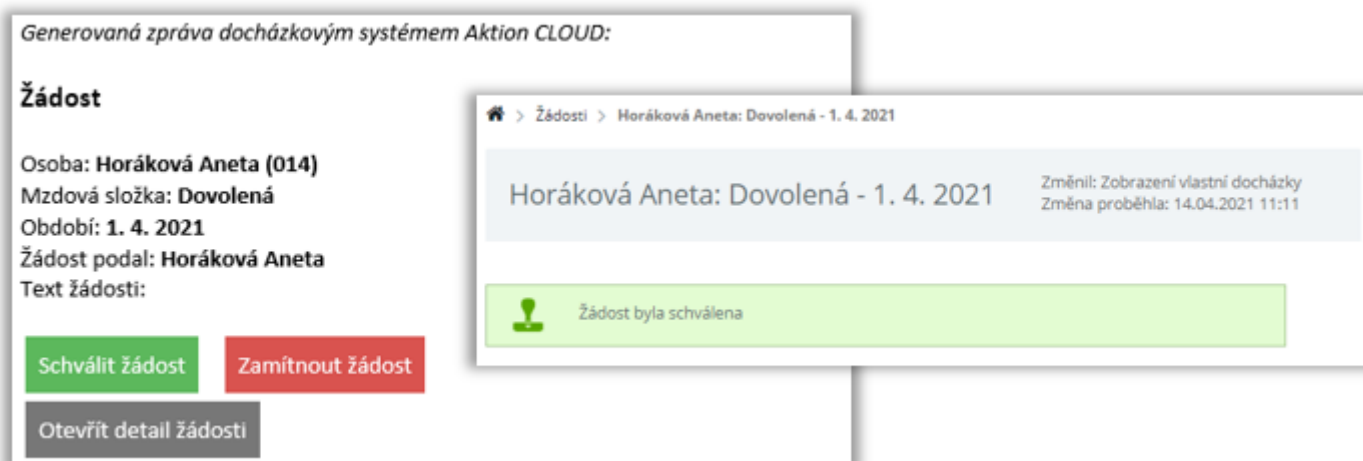 Generovaná zpráva docházkovým systémem Aktion CLOUD:
Žádost
Osoba: Horáková Aneta (014)
Mzdová složka: Dovolená
Období: 1. 4. 2021
Žádost podal: Horáková Aneta
Text žádosti:
Schválit žádost
Zamítnout žádost
Otevřít detail žádosti
> Žádosti > Horáková Aneta: Dovolená - 1. 4. 2021
Horáková Aneta: Dovolená - 1. 4. 2021
Změnil: Zobrazení vlastní docházky
Změna proběhla: 14.04.2021 11:11
Žádost byla schválena